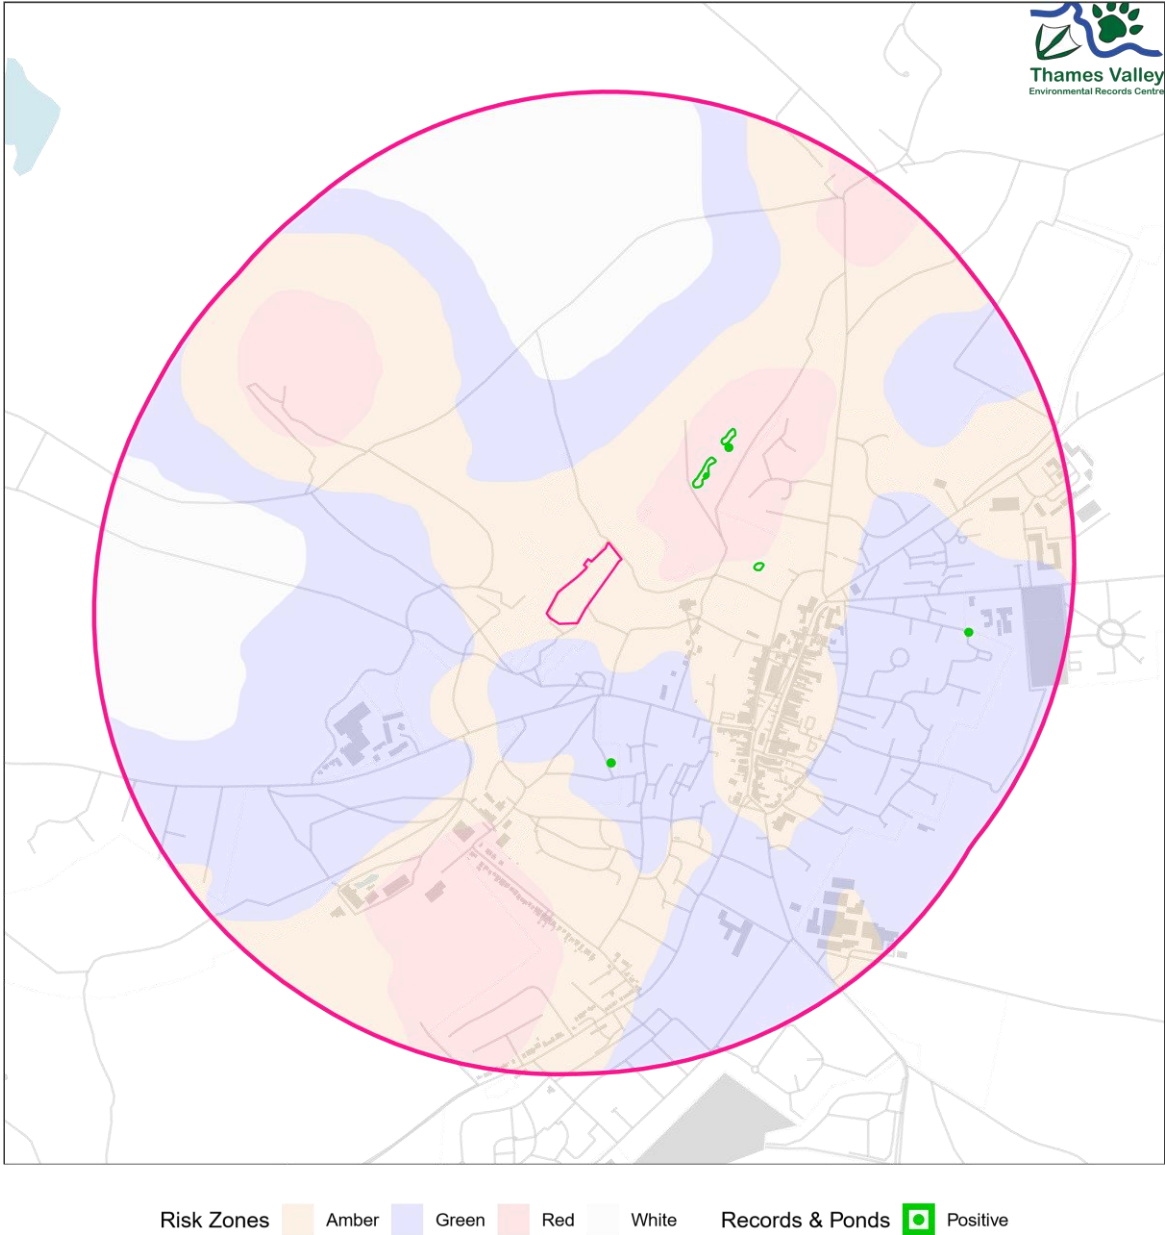 Thames Valley
Environmental Records Centre
Risk Zones Amber Green Red White Records & Ponds Positive